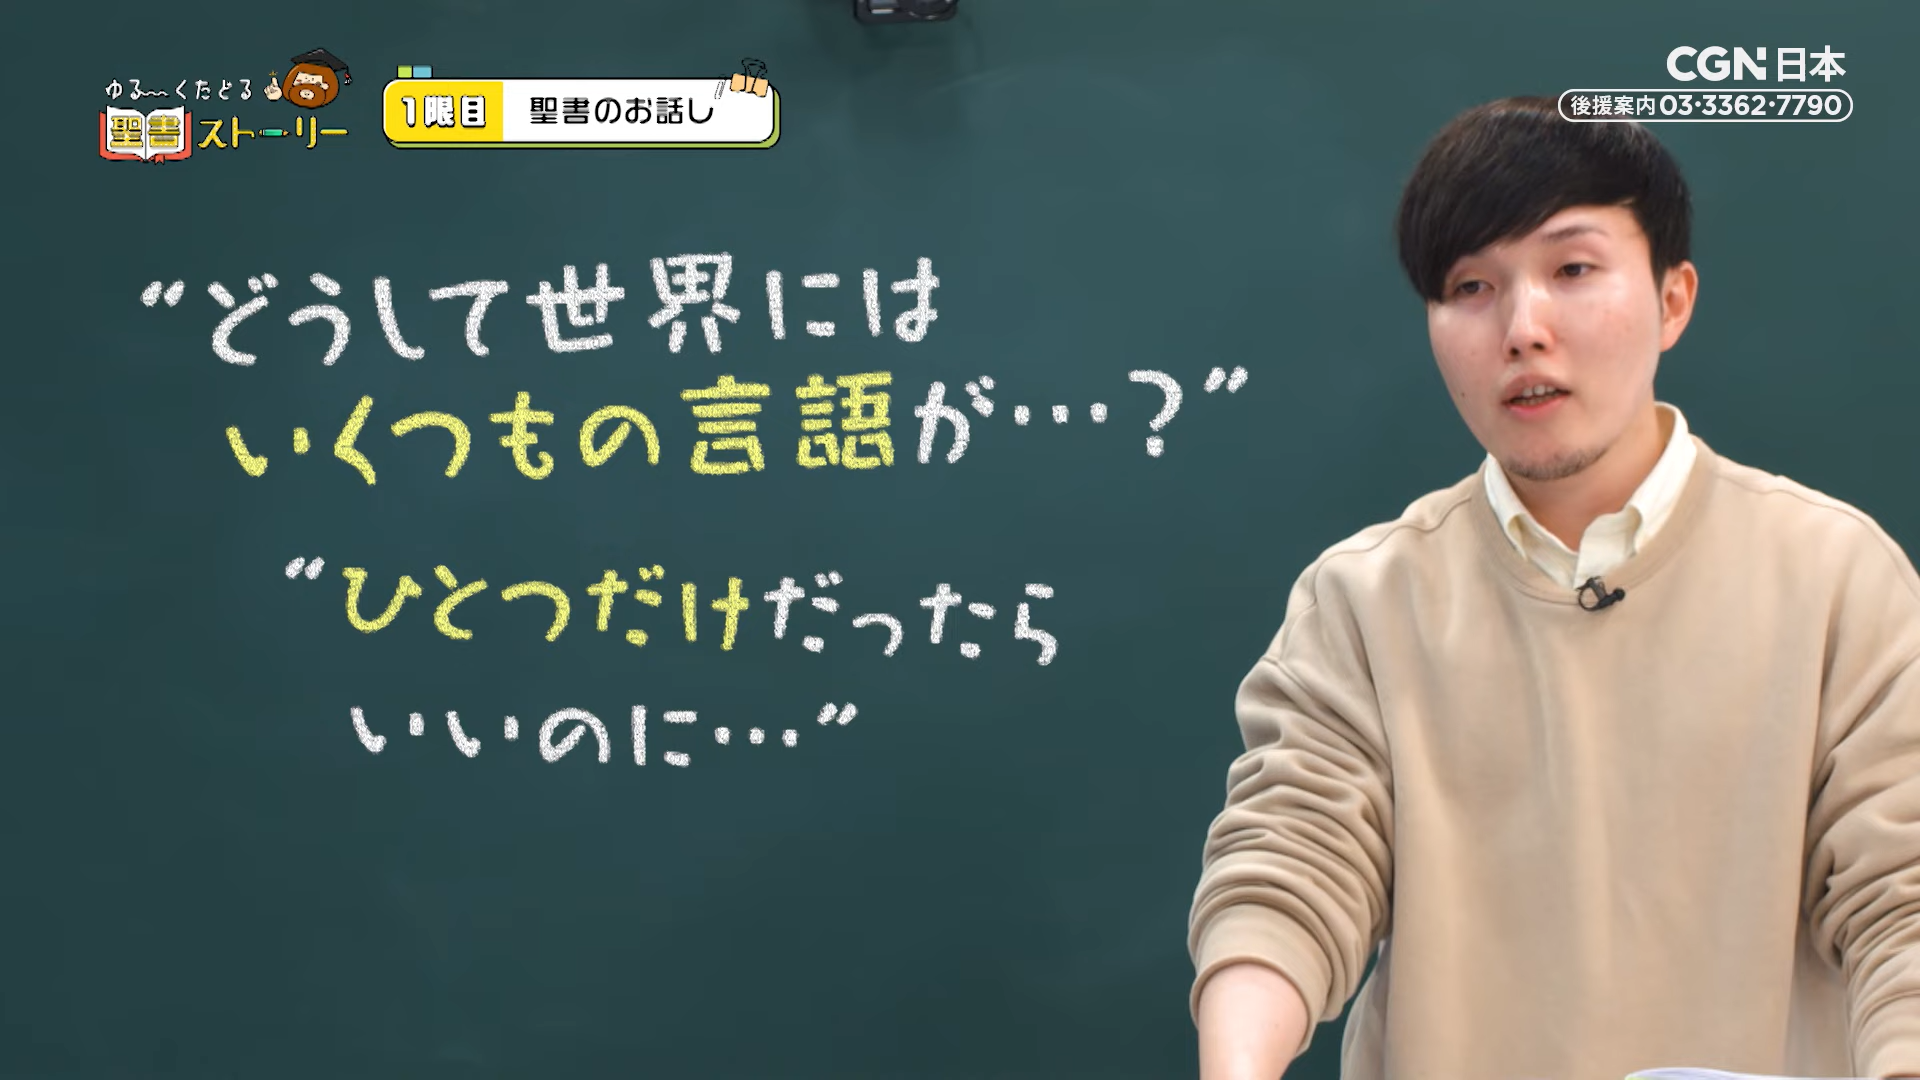 ゆる〜くたどる
聖書ストーリー
1限目 聖書のお話し
CGN日本
後援案内 03・3362・7790
“どうして世界には
いくつもの言語が…？”
“ひとつだけだったら
いいのに…”